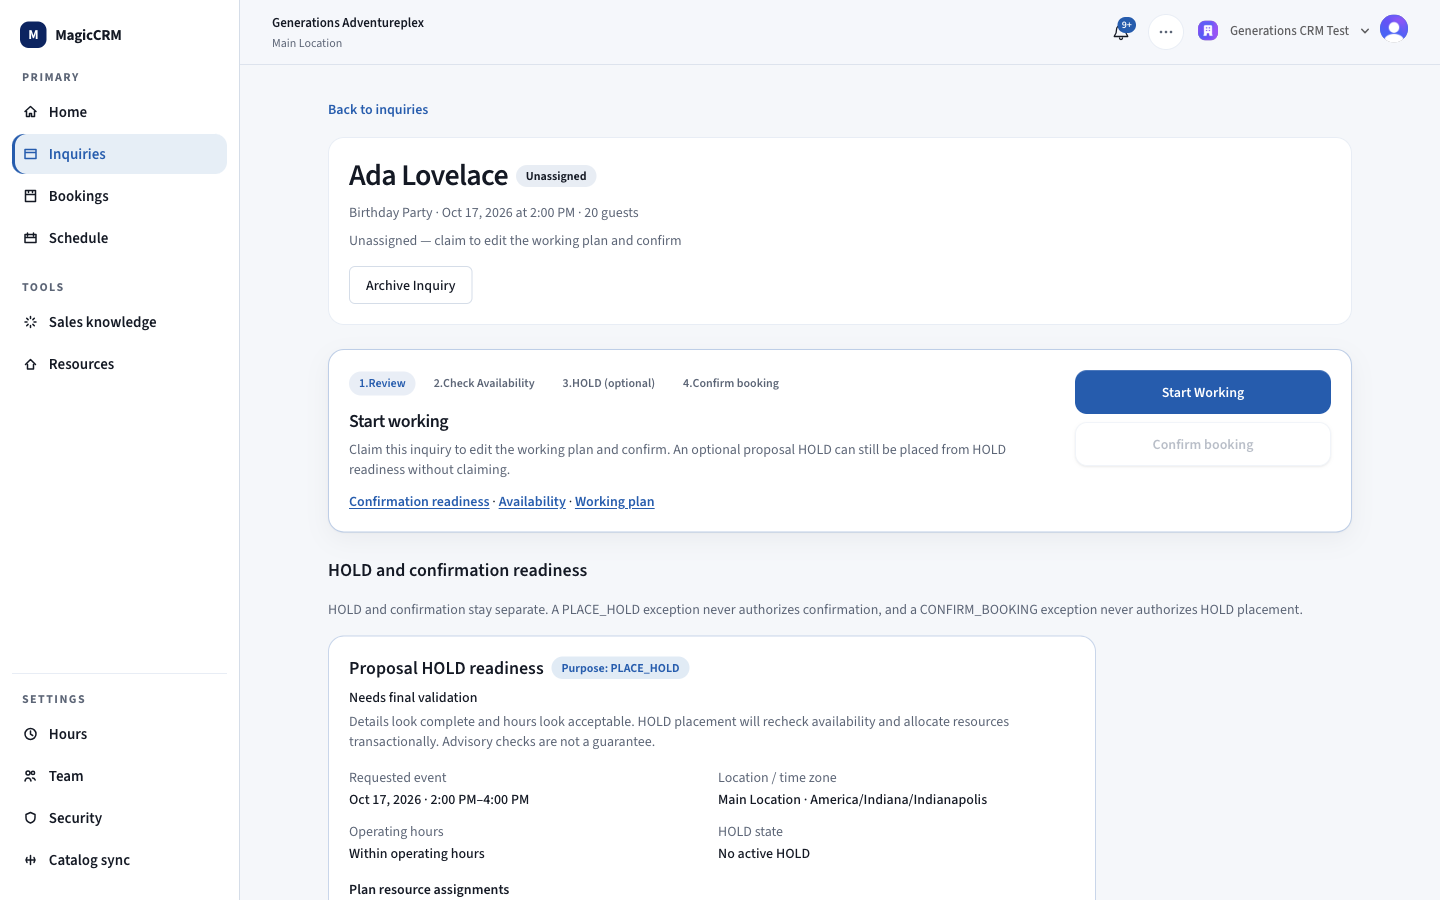 M MagicCRM
PRIMARY
Home
Inquiries
Bookings
Schedule
TOOLS
Sales knowledge
Resources
SETTINGS
Hours
Team
Security
Catalog sync
Generations Adventureplex
Main Location
9+
Generations CRM Test
Back to inquiries
Ada Lovelace Unassigned
Birthday Party · Oct 17, 2026 at 2:00 PM · 20 guests
Unassigned — claim to edit the working plan and confirm
Archive Inquiry
1.Review 2.Check Availability 3.HOLD (optional) 4.Confirm booking
Start working
Claim this inquiry to edit the working plan and confirm. An optional proposal HOLD can still be placed from HOLD
readiness without claiming.
Confirmation readiness · Availability · Working plan
Start Working
Confirm booking
HOLD and confirmation readiness
HOLD and confirmation stay separate. A PLACE_HOLD exception never authorizes confirmation, and a CONFIRM_BOOKING exception never authorizes HOLD placement.
Proposal HOLD readiness Purpose: PLACE_HOLD
Needs final validation
Details look complete and hours look acceptable. HOLD placement will recheck availability and allocate resources
transactionally. Advisory checks are not a guarantee.
Requested event
Oct 17, 2026 · 2:00 PM–4:00 PM
Location / time zone
Main Location · America/Indiana/Indianapolis
Operating hours
Within operating hours
HOLD state
No active HOLD
Plan resource assignments